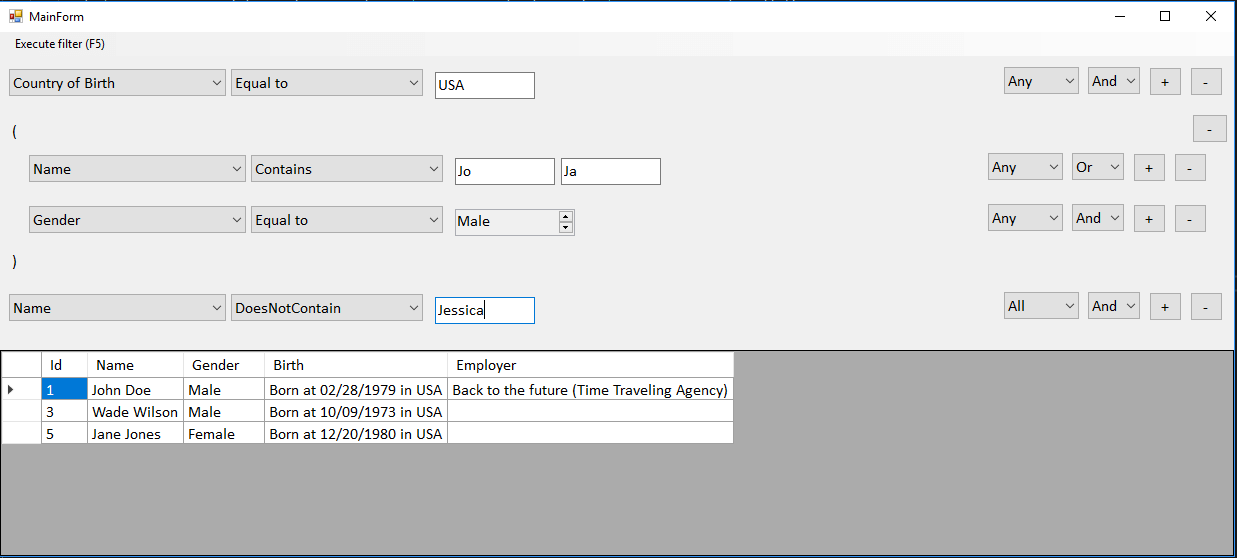 MainForm
Execute filter (F5)
Country of Birth Equal to USA Any And + -
( -
Name Contains Jo Ja Any Or + -
Gender Equal to Male Any And + -
)
Name DoesNotContain Jessica All And + -
Id Name Gender Birth Employer
1 John Doe Male Born at 02/28/1979 in USA Back to the future (Time Traveling Agency)
3 Wade Wilson Male Born at 10/09/1973 in USA
5 Jane Jones Female Born at 12/20/1980 in USA